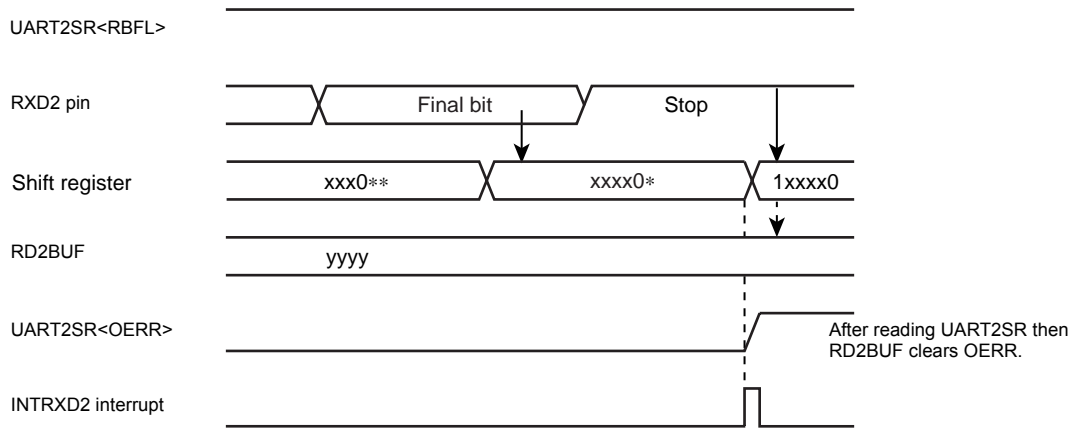 UART2SR<RBFL>
RXD2 pin
Final bit
Stop
Shift register
xxx0**
xxxx0*
1xxxx0
RD2BUF
yyyy
UART2SR<OERR>
After reading UART2SR then
RD2BUF clears OERR.
INTRXD2 interrupt